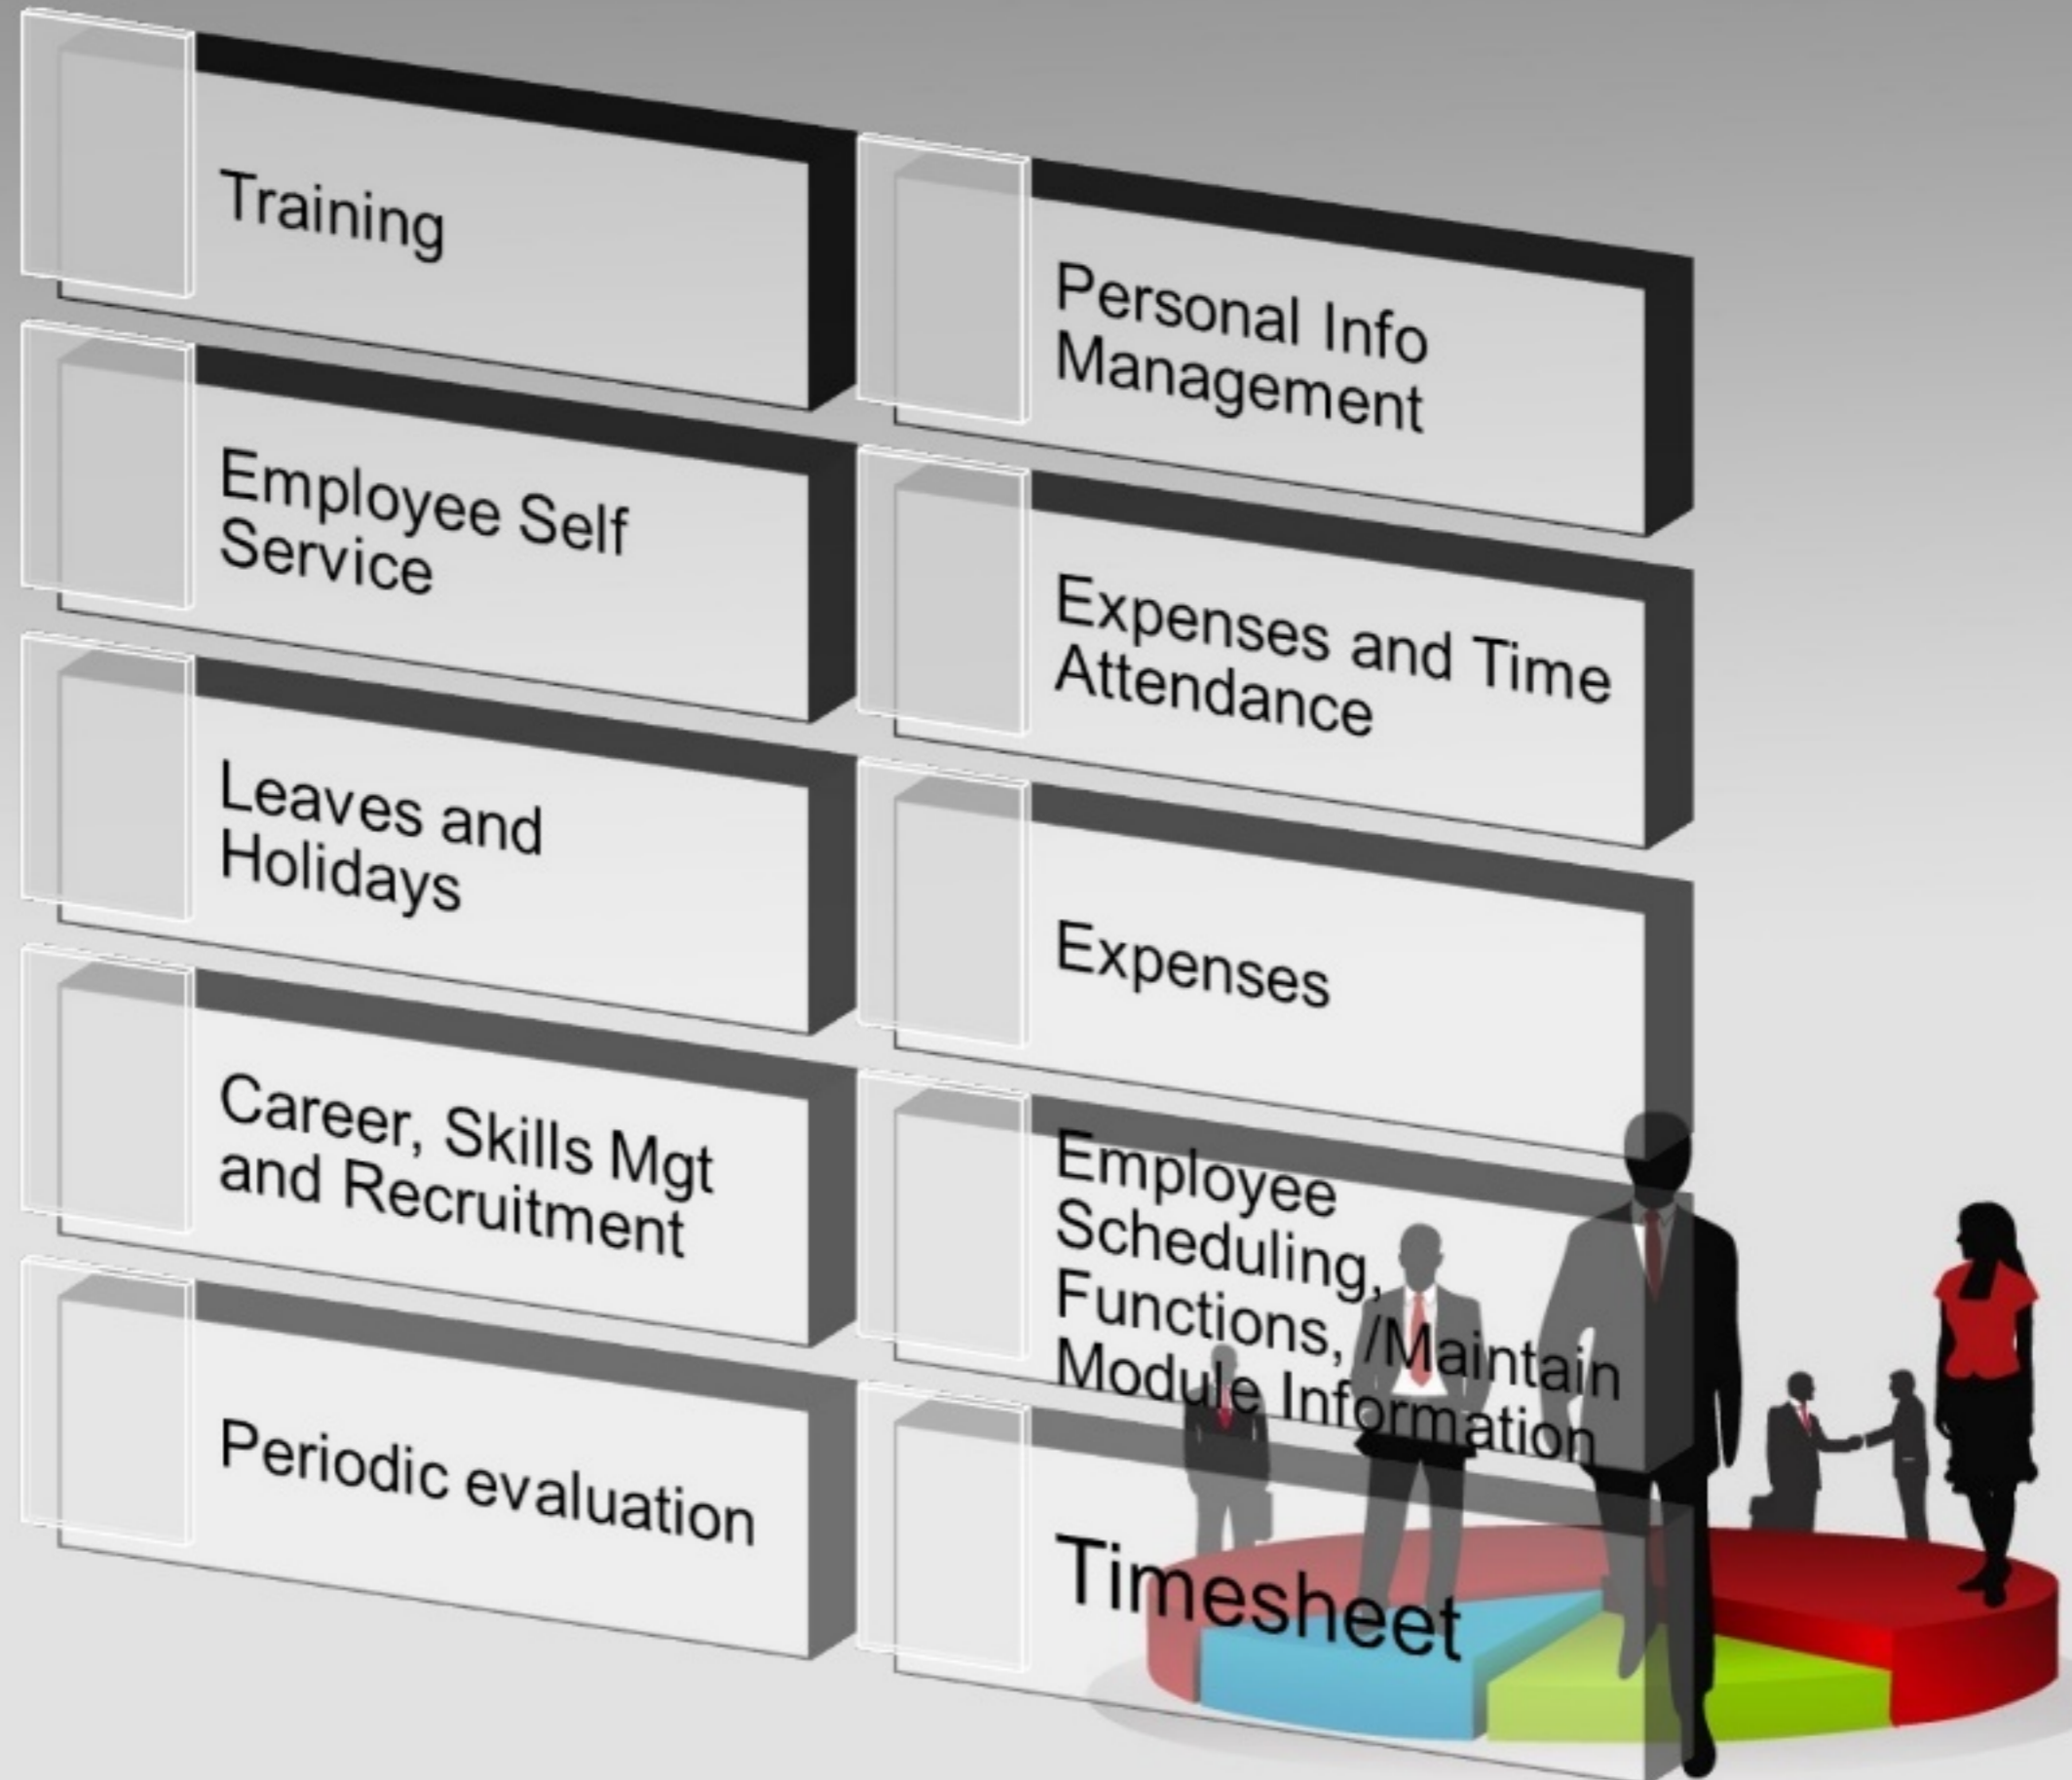 Training
Employee Self
Service
Leaves and
Holidays
Career, Skills Mgt
and Recruitment
Periodic evaluation
Personal Info
Management
Expenses and Time
Attendance
Expenses
Employee
Scheduling,
Functions, /Maintain
Module Information
Timesheet